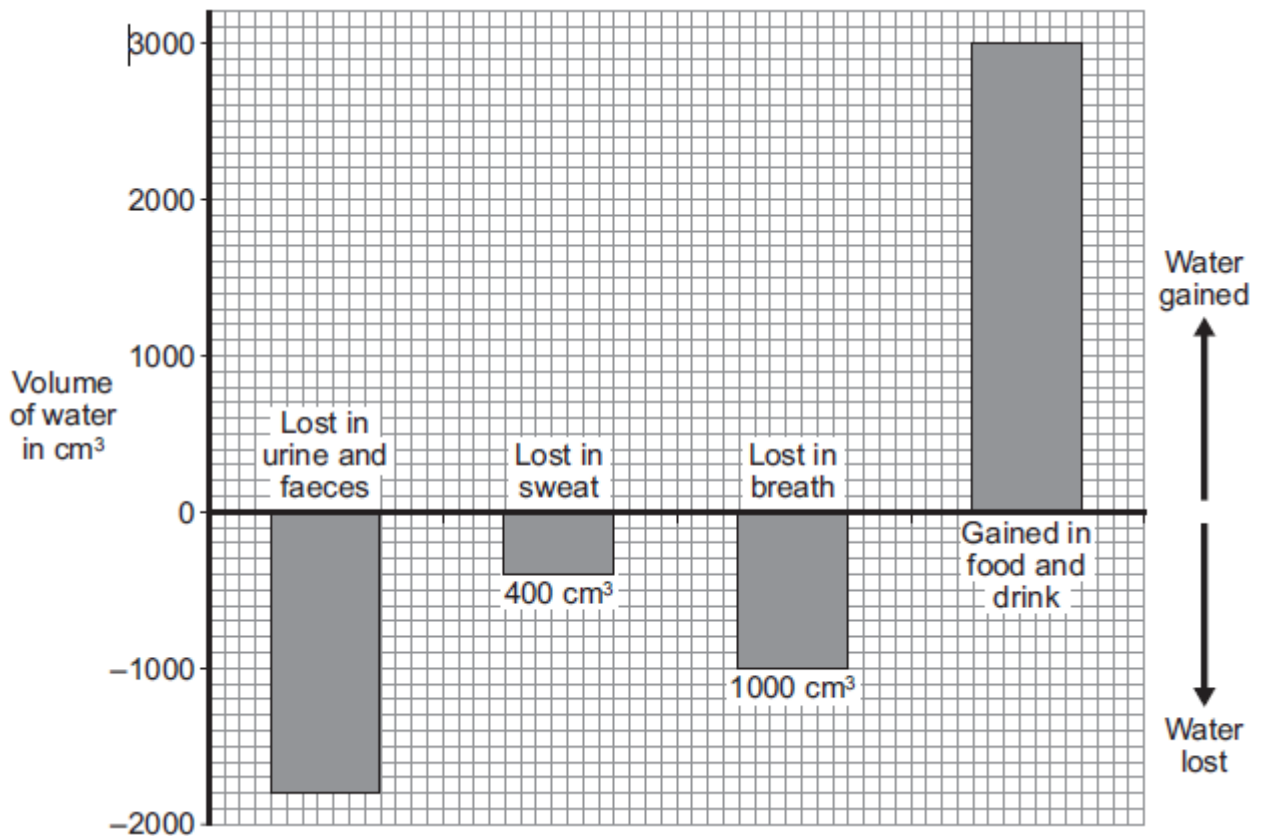 3000
2000
1000
0
–1000
–2000
Volume
of water
in cm³
Lost in
urine and
faeces
Lost in
sweat
400 cm³
Lost in
breath
1000 cm³
Gained in
food and
drink
Water
gained
Water
lost